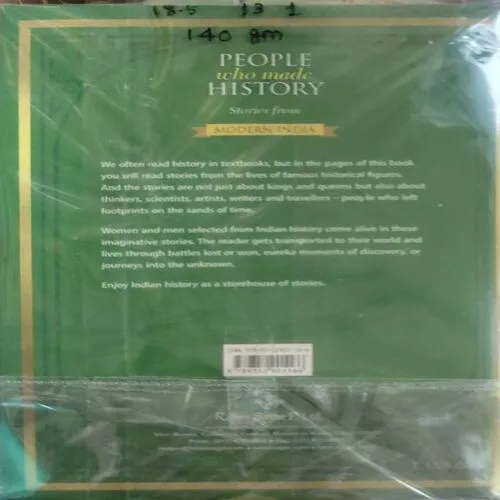 18.5 13 1
140 gm
PEOPLE
who made
HISTORY
Stories from
MODERN INDIA
We often read history in textbooks, but in the pages of this book
you will read stories from the lives of famous historical figures.
And the stories are not just about kings and queens but also about
thinkers, scientists, artists, writers and travellers – people who left
footprints on the sands of time.
Women and men selected from Indian history come alive in these
imaginative stories. The reader gets transported to their world and
lives through battles lost or won, eureka moments of discovery, or
journeys into the unknown.
Enjoy Indian history as a storehouse of stories.